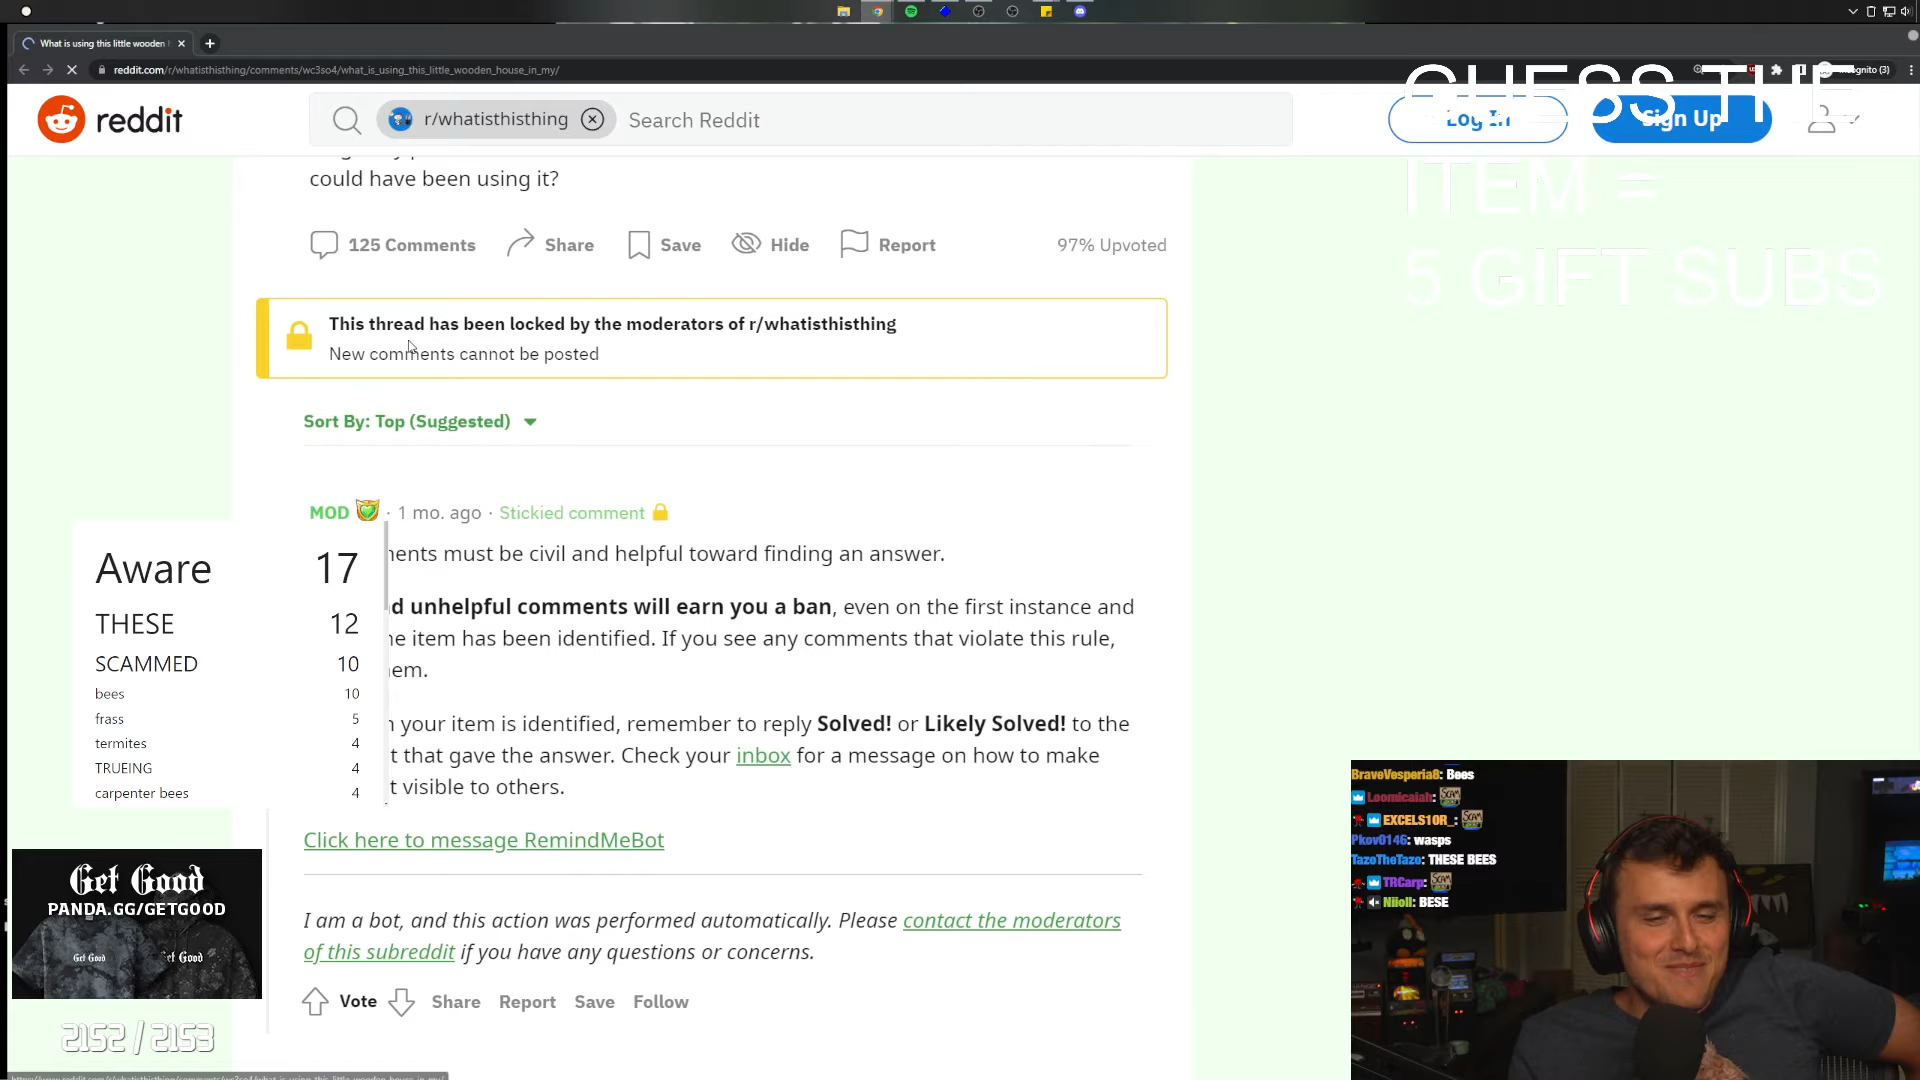 What is using this little wooden
reddit.com/r/whatisthisthing/comments/wc3so4/what_is_using_this_little_wooden_house_in_my/
Incognito (3)
reddit
r/whatisthisthing
Search Reddit
Log In
Sign Up
GUESS THE
ITEM =
5 GIFT SUBS
could have been using it?
125 Comments
Share
Save
Hide
Report
97% Upvoted
This thread has been locked by the moderators of r/whatisthisthing
New comments cannot be posted
Sort By: Top (Suggested)
MOD · 1 mo. ago · Stickied comment
ents must be civil and helpful toward finding an answer.
d unhelpful comments will earn you a ban, even on the first instance and
e item has been identified. If you see any comments that violate this rule,
em.
your item is identified, remember to reply Solved! or Likely Solved! to the
t that gave the answer. Check your inbox for a message on how to make
t visible to others.
Click here to message RemindMeBot
I am a bot, and this action was performed automatically. Please contact the moderators
of this subreddit if you have any questions or concerns.
Vote
Share
Report
Save
Follow
Aware 17
THESE 12
SCAMMED 10
bees 10
frass 5
termites 4
TRUEING 4
carpenter bees 4
Get Good
PANDA.GG/GETGOOD
Get Good
Get Good
2152 / 2153
BraveVesperia8: Bees
Loomicaiah:
EXCELS1OR_:
Pkov0146: wasps
TazoTheTazo: THESE BEES
TRCarp:
Niioll: BESE